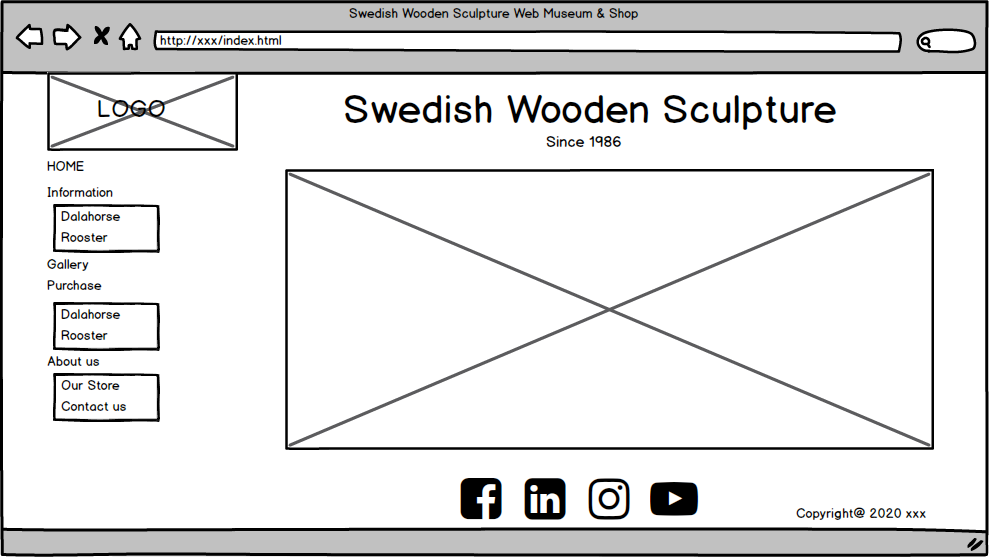 Swedish Wooden Sculpture Web Museum & Shop
http://xxx/index.html
LOGO
Swedish Wooden Sculpture
Since 1986
HOME
Information
Dalahorse
Rooster
Gallery
Purchase
Dalahorse
Rooster
About us
Our Store
Contact us
Copyright@ 2020 xxx